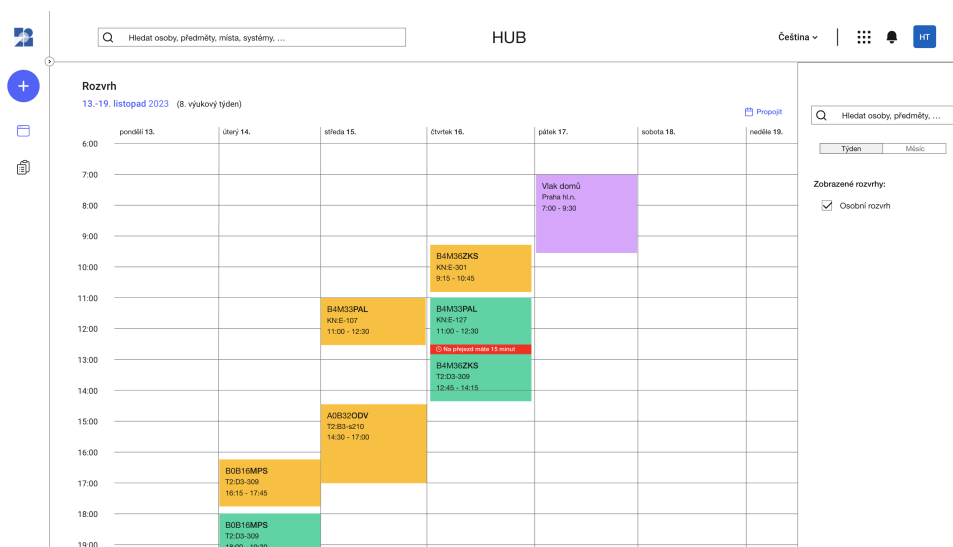 Hledat osoby, předměty, místa, systémy, ...
HUB
Čeština
HT
Rozvrh
13.-19. listopad 2023 (8. výukový týden)
Propojit
Hledat osoby, předměty, ...
Týden
Měsíc
Zobrazené rozvrhy:
Osobní rozvrh
pondělí 13.
úterý 14.
středa 15.
čtvrtek 16.
pátek 17.
sobota 18.
neděle 19.
6:00
7:00
8:00
9:00
10:00
11:00
12:00
13:00
14:00
15:00
16:00
17:00
18:00
19:00
B0B16MPS
T2:D3-309
16:15 - 17:45
B0B16MPS
T2:D3-309
18:00 - 19:30
B4M33PAL
KN:E-107
11:00 - 12:30
A0B32ODV
T2:B3-s210
14:30 - 17:00
B4M36ZKS
KN:E-301
9:15 - 10:45
B4M33PAL
KN:E-127
11:00 - 12:30
Na přejezd máte 15 minut
B4M36ZKS
T2:D3-309
12:45 - 14:15
Vlak domů
Praha hl.n.
7:00 - 9:30